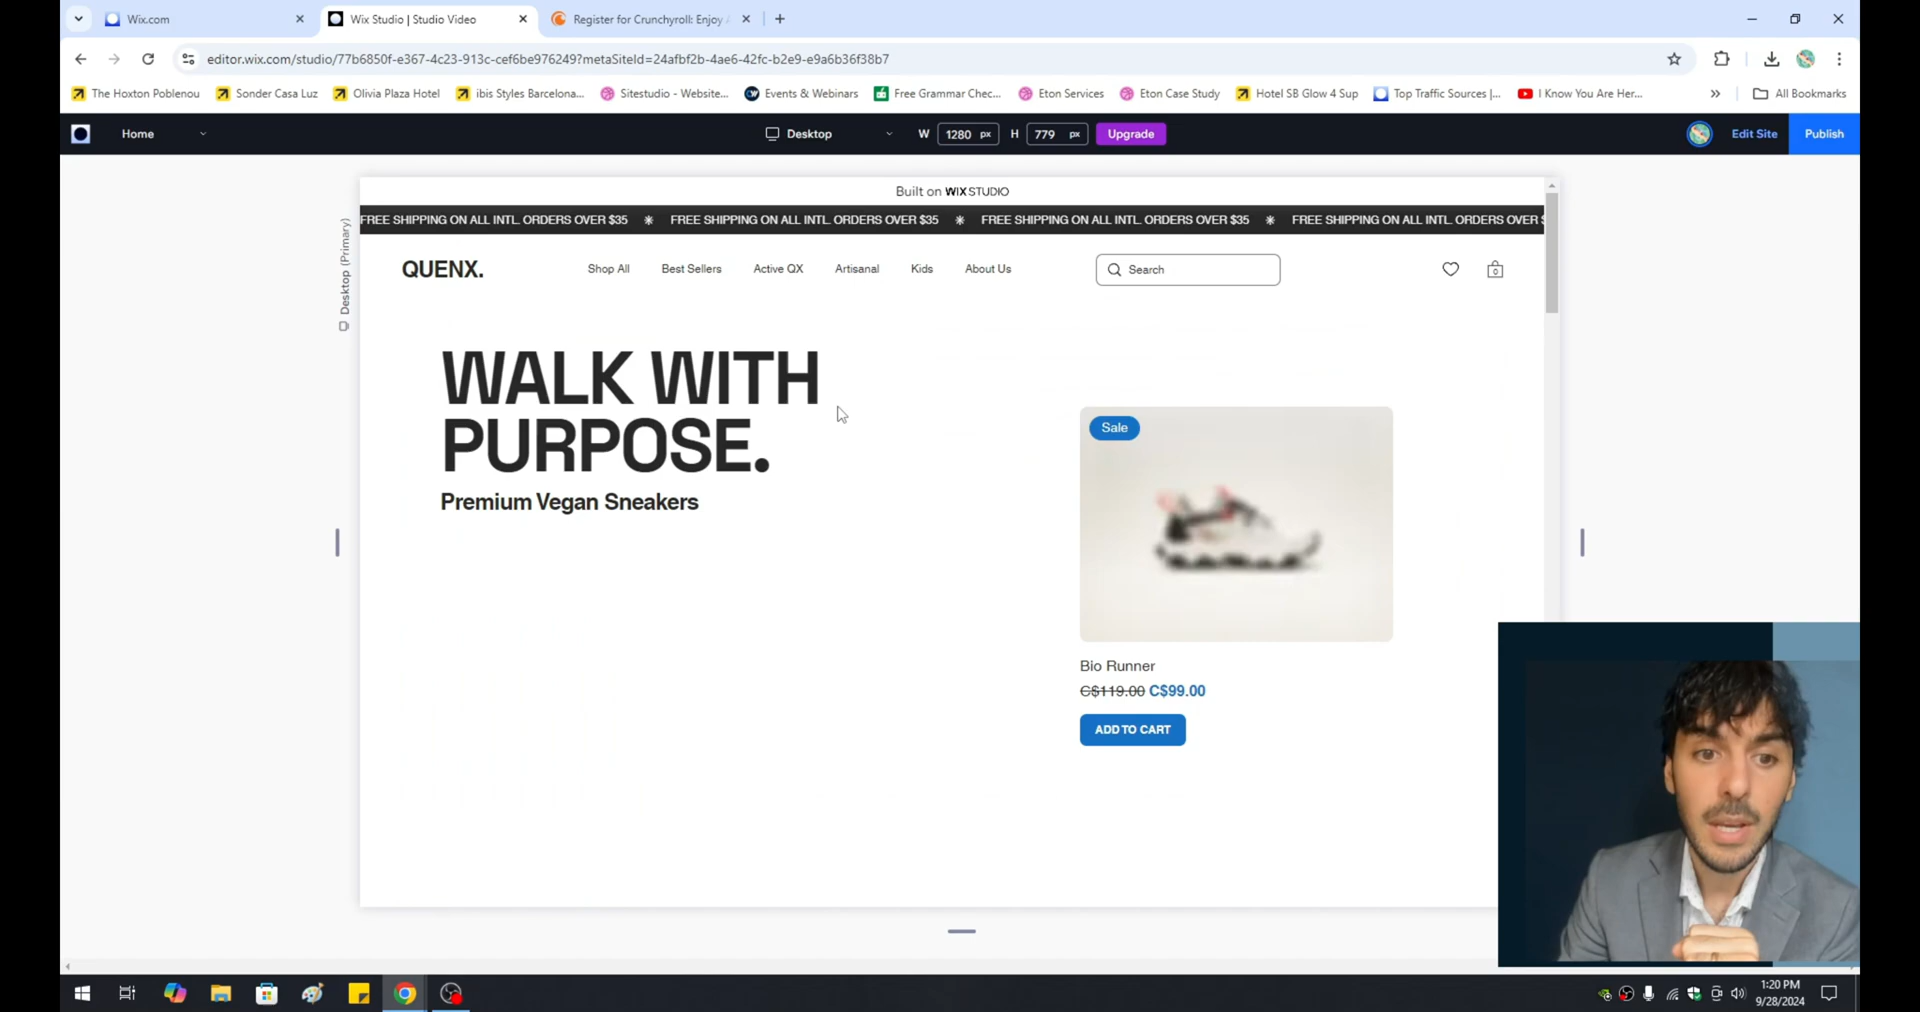 Wix.com
Wix Studio | Studio Video
Register for Crunchyroll: Enjoy
editor.wix.com/studio/77b6850f-e367-4c23-913c-cef6be976249?metaSiteId=24afbf2b-4ae6-42fc-b2e9-e9a6b36f38b7
The Hoxton Poblenou
Sonder Casa Luz
Olivia Plaza Hotel
ibis Styles Barcelona...
Sitestudio - Website...
Events & Webinars
Free Grammar Chec...
Eton Services
Eton Case Study
Hotel SB Glow 4 Sup
Top Traffic Sources |...
I Know You Are Her...
All Bookmarks
Home
Desktop
W 1280 px H 779 px
Upgrade
Edit Site
Publish
Desktop (Primary)
Built on WIX STUDIO
FREE SHIPPING ON ALL INTL. ORDERS OVER $35 FREE SHIPPING ON ALL INTL. ORDERS OVER $35 FREE SHIPPING ON ALL INTL. ORDERS OVER $35 FREE SHIPPING ON ALL INTL. ORDERS OVER $
QUENX.
Shop All
Best Sellers
Active QX
Artisanal
Kids
About Us
Search
0
WALK WITH
PURPOSE.
Premium Vegan Sneakers
Sale
Bio Runner
C$119.00 C$99.00
ADD TO CART
1:20 PM
9/28/2024